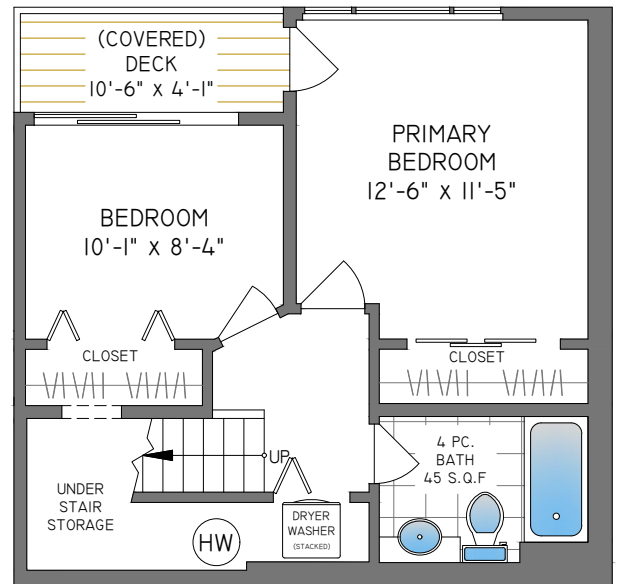 (COVERED)
DECK
10'-6" X 4'-1"
PRIMARY
BEDROOM
12'-6" X 11'-5"
BEDROOM
10'-1" X 8'-4"
CLOSET
CLOSET
UP
4 PC.
BATH
45 S.Q.F
UNDER
STAIR
STORAGE
DRYER
WASHER
(STACKED)
HW